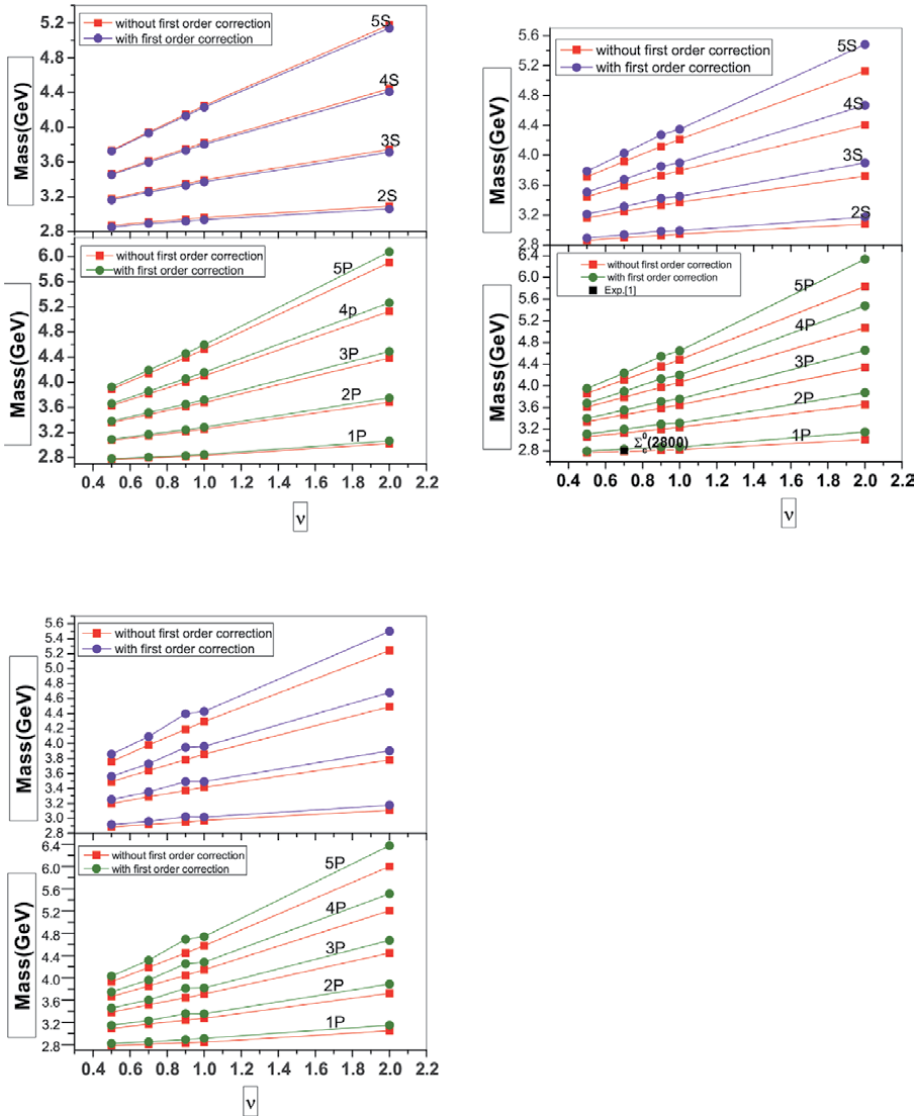 5.2
4.8
4.4
4.0
3.6
3.2
2.8
Mass(GeV)
without first order correction
with first order correction
5S
4S
3S
2S
6.0
5.6
5.2
4.8
4.4
4.0
3.6
3.2
2.8
Mass(GeV)
without first order correction
with first order correction
5P
4p
3P
2P
1P
0.4 0.6 0.8 1.0 1.2 1.4 1.6 1.8 2.0 2.2
ν
5.6
5.2
4.8
4.4
4.0
3.6
3.2
2.8
Mass(GeV)
without first order correction
with first order correction
5S
4S
3S
2S
6.4
6.0
5.6
5.2
4.8
4.4
4.0
3.6
3.2
2.8
Mass(GeV)
without first order correction
with first order correction
Exp.[1]
5P
4P
3P
2P
1P
Σc0(2800)
0.4 0.6 0.8 1.0 1.2 1.4 1.6 1.8 2.0 2.2
ν
5.6
5.4
5.0
4.6
4.2
3.8
3.4
3.0
2.8
Mass(GeV)
without first order correction
with first order correction
6.4
6.0
5.6
5.2
4.8
4.4
4.0
3.6
3.2
2.8
Mass(GeV)
without first order correction
with first order correction
5P
4P
3P
2P
1P
0.4 0.6 0.8 1.0 1.2 1.4 1.6 1.8 2.0 2.2
ν